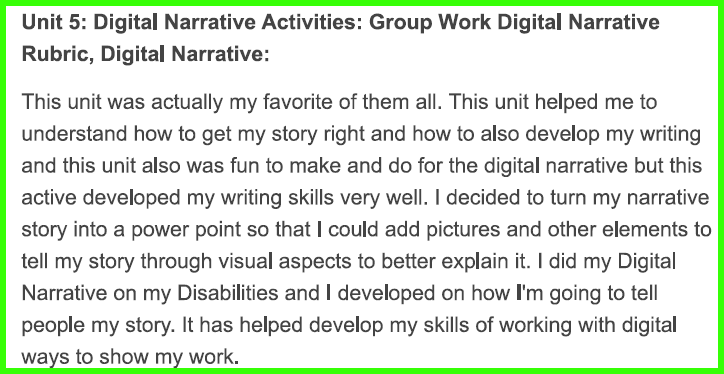 Unit 5: Digital Narrative Activities: Group Work Digital Narrative
Rubric, Digital Narrative:
This unit was actually my favorite of them all. This unit helped me to
understand how to get my story right and how to also develop my writing
and this unit also was fun to make and do for the digital narrative but this
active developed my writing skills very well. I decided to turn my narrative
story into a power point so that I could add pictures and other elements to
tell my story through visual aspects to better explain it. I did my Digital
Narrative on my Disabilities and I developed on how I'm going to tell
people my story. It has helped develop my skills of working with digital
ways to show my work.